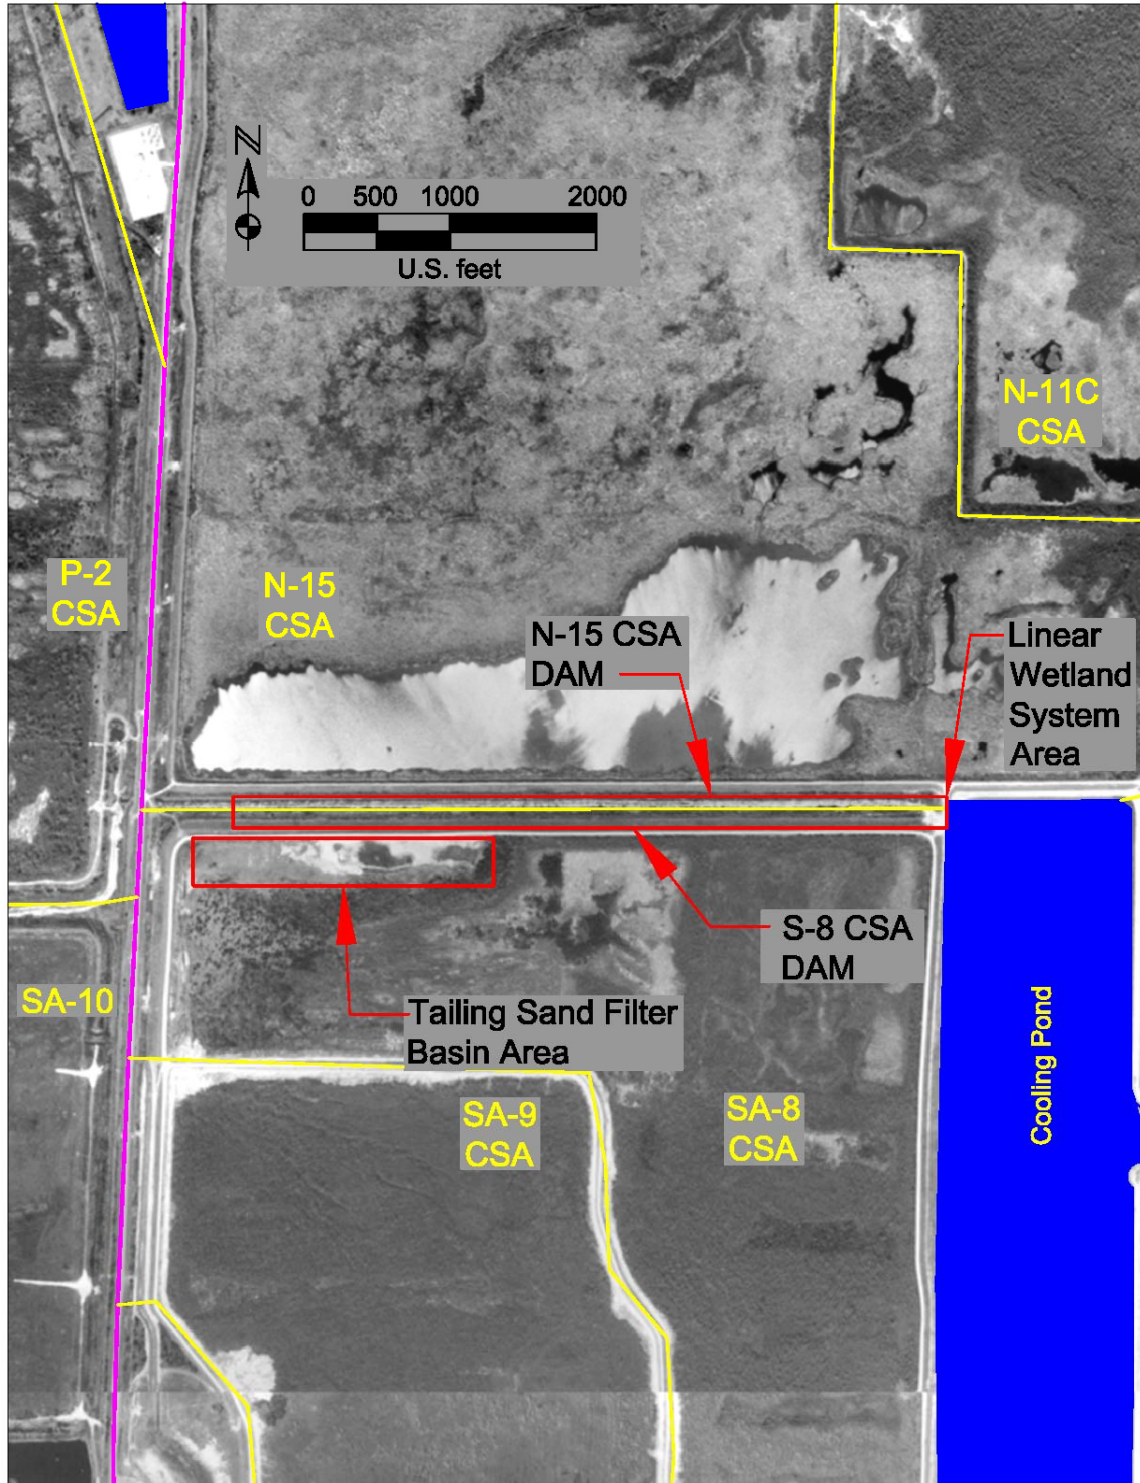 N
0 500 1000 2000
U.S. feet
N-11C
CSA
P-2
CSA
N-15
CSA
N-15 CSA
DAM
Linear
Wetland
System
Area
S-8 CSA
DAM
SA-10
Tailing Sand Filter
Basin Area
SA-9
CSA
SA-8
CSA
Cooling Pond